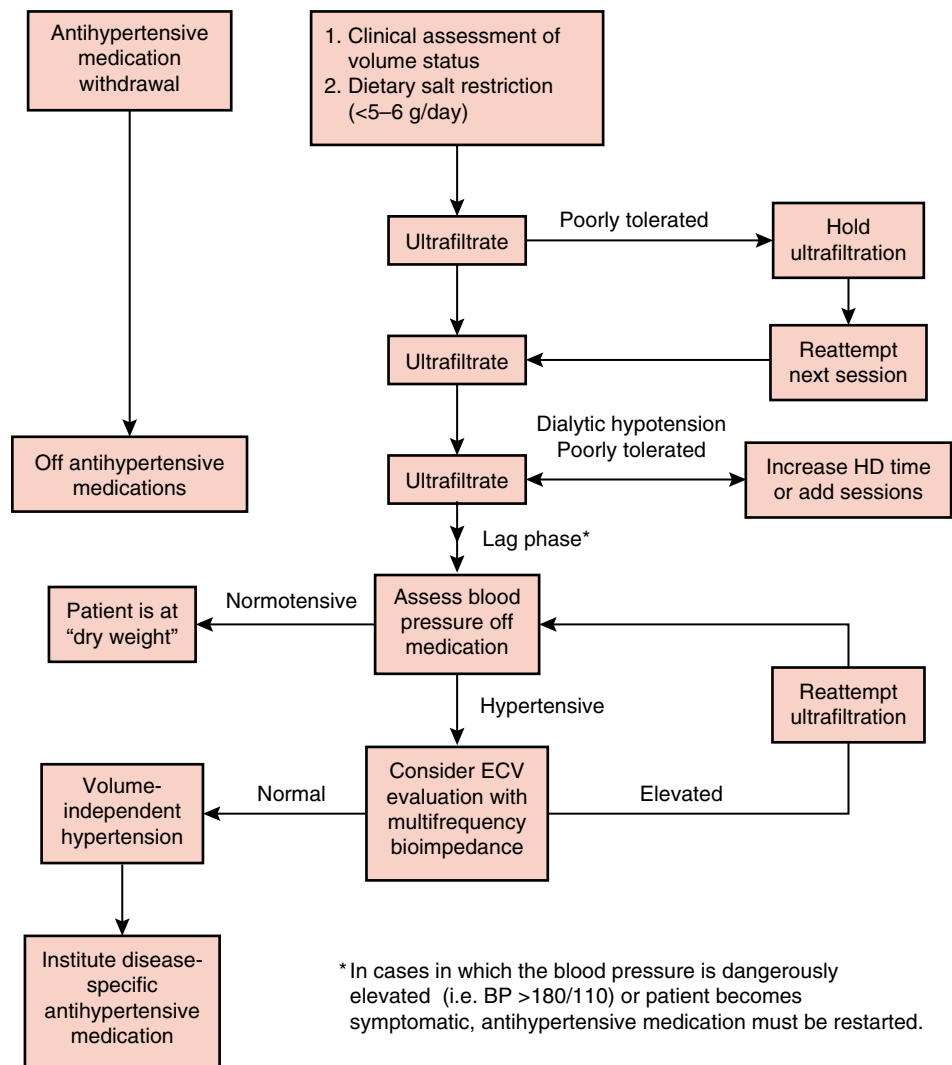 Antihypertensive
medication
withdrawal
1. Clinical assessment of
volume status
2. Dietary salt restriction
(<5–6 g/day)
Ultrafiltrate
Poorly tolerated
Hold
ultrafiltration
Ultrafiltrate
Reattempt
next session
Off antihypertensive
medications
Ultrafiltrate
Dialytic hypotension
Poorly tolerated
Increase HD time
or add sessions
Lag phase*
Patient is at
“dry weight”
Normotensive
Assess blood
pressure off
medication
Reattempt
ultrafiltration
Hypertensive
Volume-
independent
hypertension
Normal
Consider ECV
evaluation with
multifrequency
bioimpedance
Elevated
Institute disease-
specific
antihypertensive
medication
* In cases in which the blood pressure is dangerously
elevated (i.e. BP >180/110) or patient becomes
symptomatic, antihypertensive medication must be restarted.